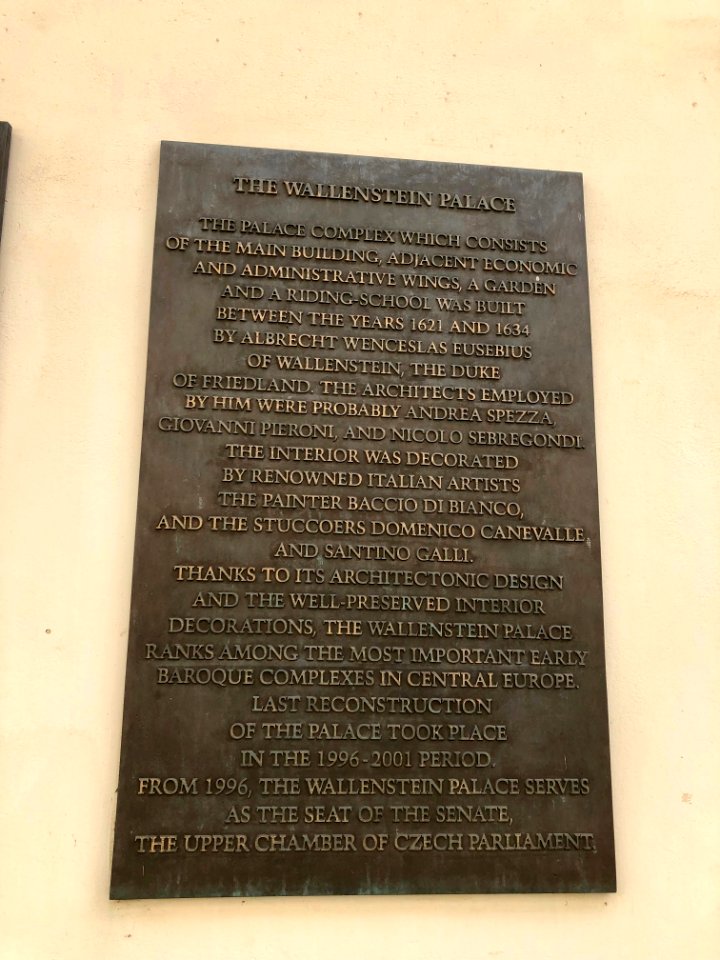 THE WALLENSTEIN PALACE
THE PALACE COMPLEX WHICH CONSISTS
OF THE MAIN BUILDING, ADJACENT ECONOMIC
AND ADMINISTRATIVE WINGS, A GARDEN
AND A RIDING-SCHOOL WAS BUILT
BETWEEN THE YEARS 1621 AND 1634
BY ALBRECHT WENCESLAS EUSEBIUS
OF WALLENSTEIN, THE DUKE
OF FRIEDLAND. THE ARCHITECTS EMPLOYED
BY HIM WERE PROBABLY ANDREA SPEZZA,
GIOVANNI PIERONI, AND NICOLO SEBREGONDI.
THE INTERIOR WAS DECORATED
BY RENOWNED ITALIAN ARTISTS
THE PAINTER BACCIO DI BIANCO,
AND THE STUCCOERS DOMENICO CANEVALLE,
AND SANTINO GALLI.
THANKS TO ITS ARCHITECTONIC DESIGN
AND THE WELL-PRESERVED INTERIOR
DECORATIONS, THE WALLENSTEIN PALACE
RANKS AMONG THE MOST IMPORTANT EARLY
BAROQUE COMPLEXES IN CENTRAL EUROPE.
LAST RECONSTRUCTION
OF THE PALACE TOOK PLACE
IN THE 1996-2001 PERIOD.
FROM 1996, THE WALLENSTEIN PALACE SERVES
AS THE SEAT OF THE SENATE,
THE UPPER CHAMBER OF CZECH PARLIAMENT.